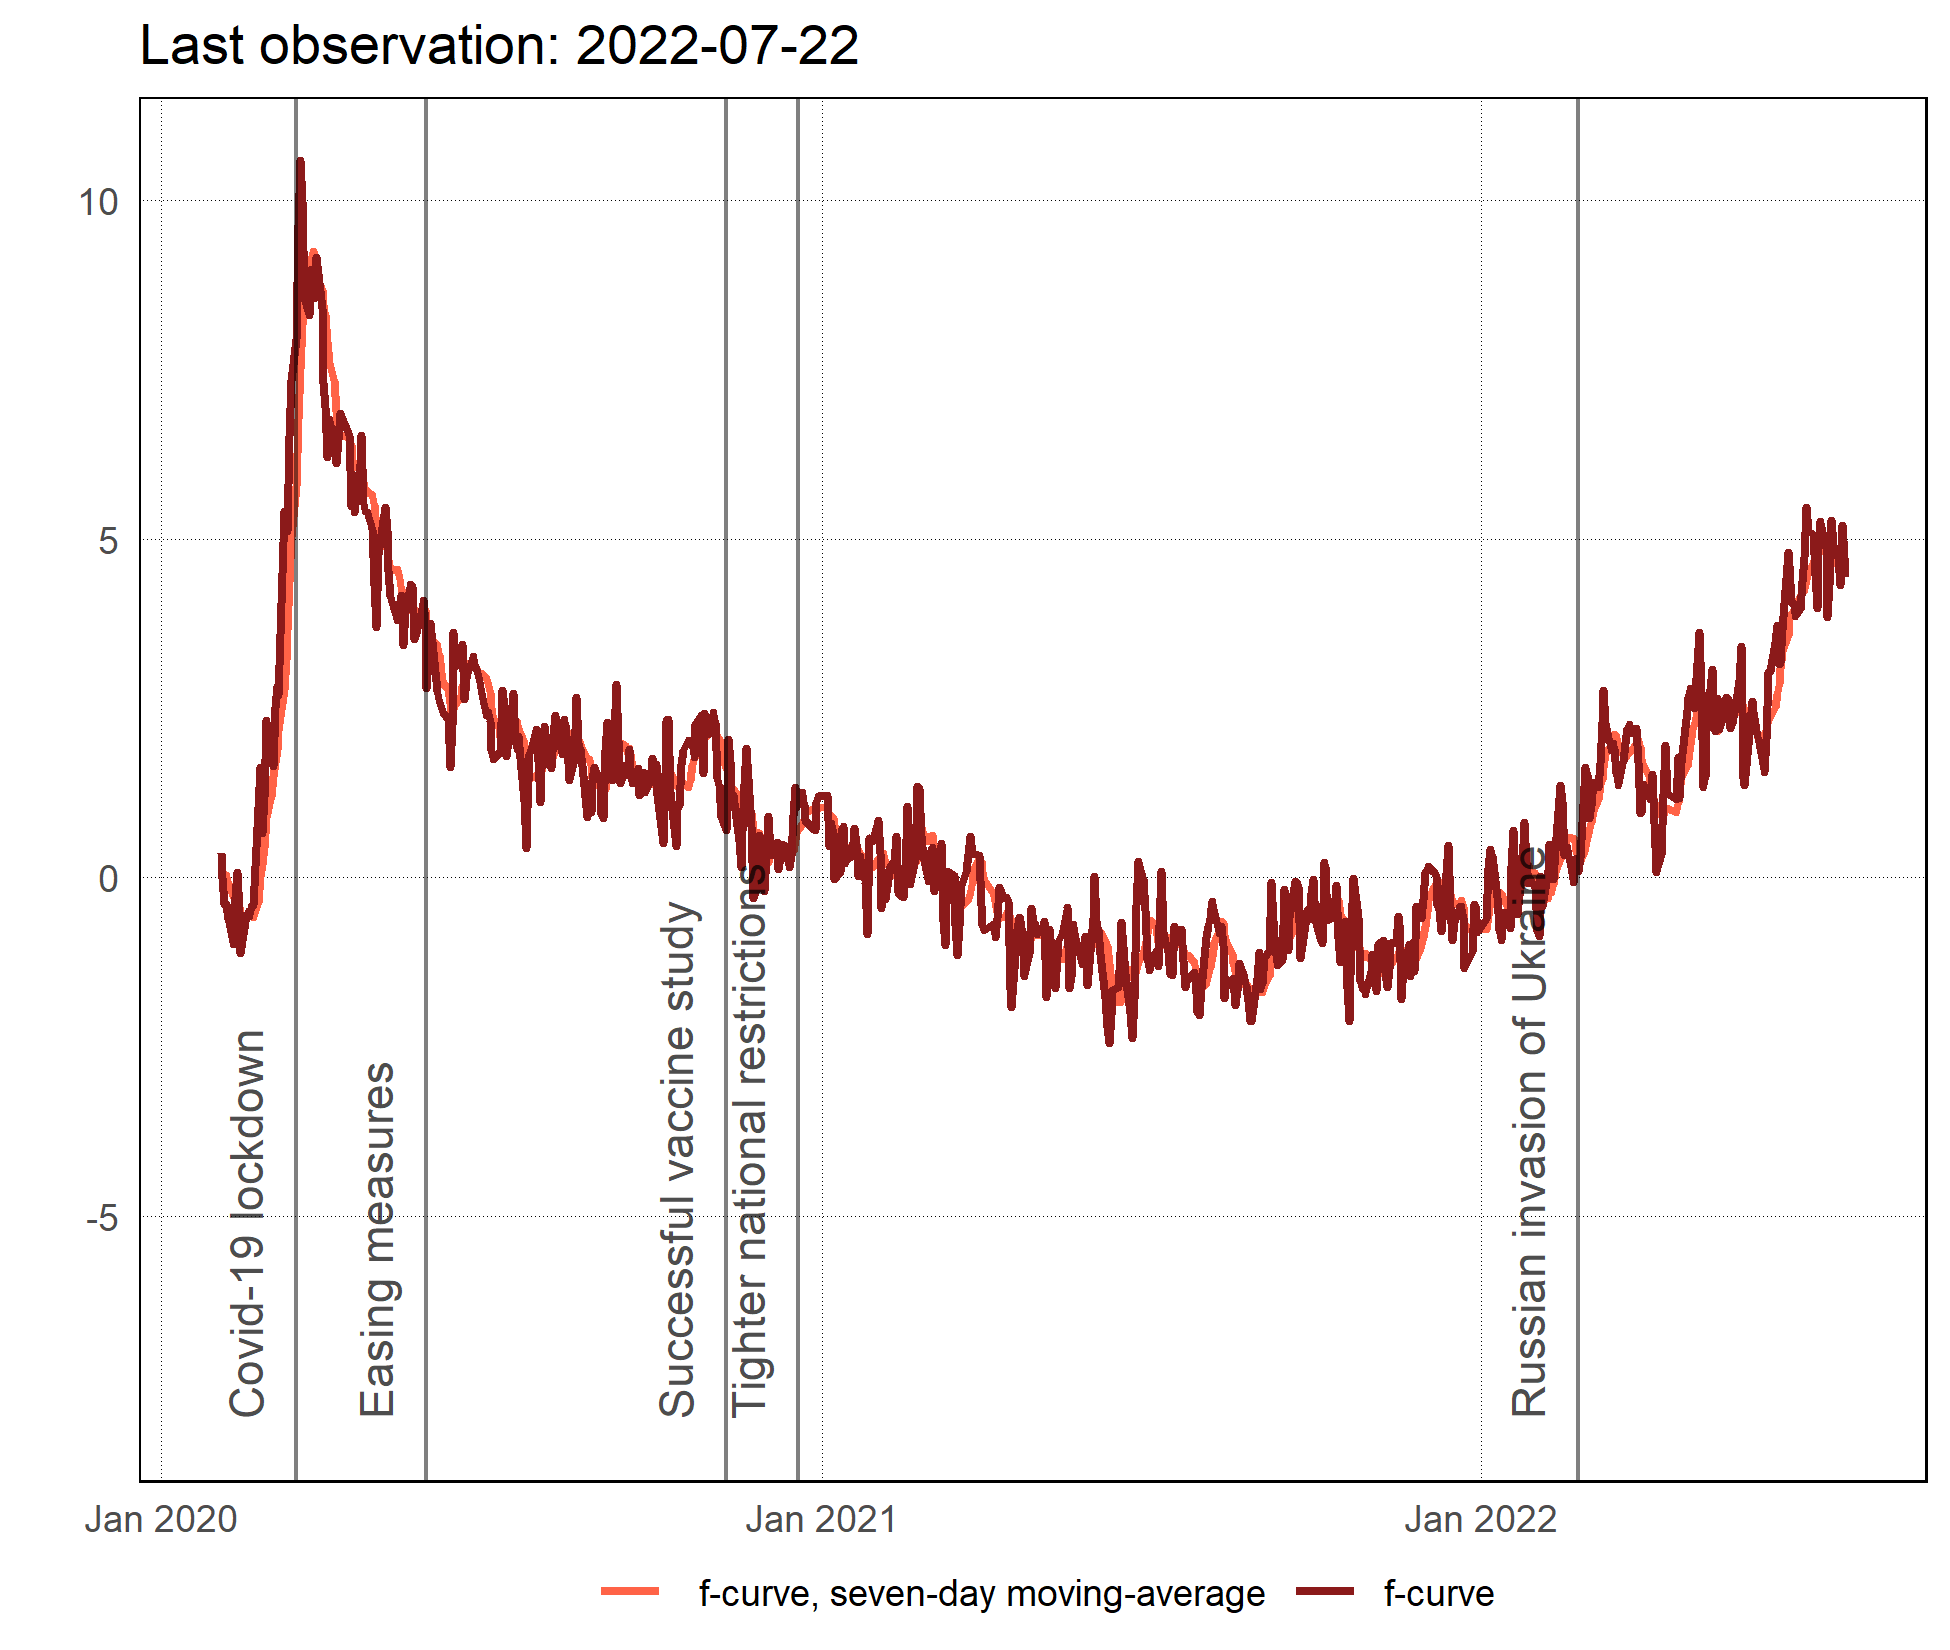 Last observation: 2022-07-22
10
5
0
-5
Covid-19 lockdown
Easing measures
Successful vaccine study
Tighter national restrictions
Russian invasion of Ukraine
Jan 2020
Jan 2021
Jan 2022
f-curve, seven-day moving-average
f-curve